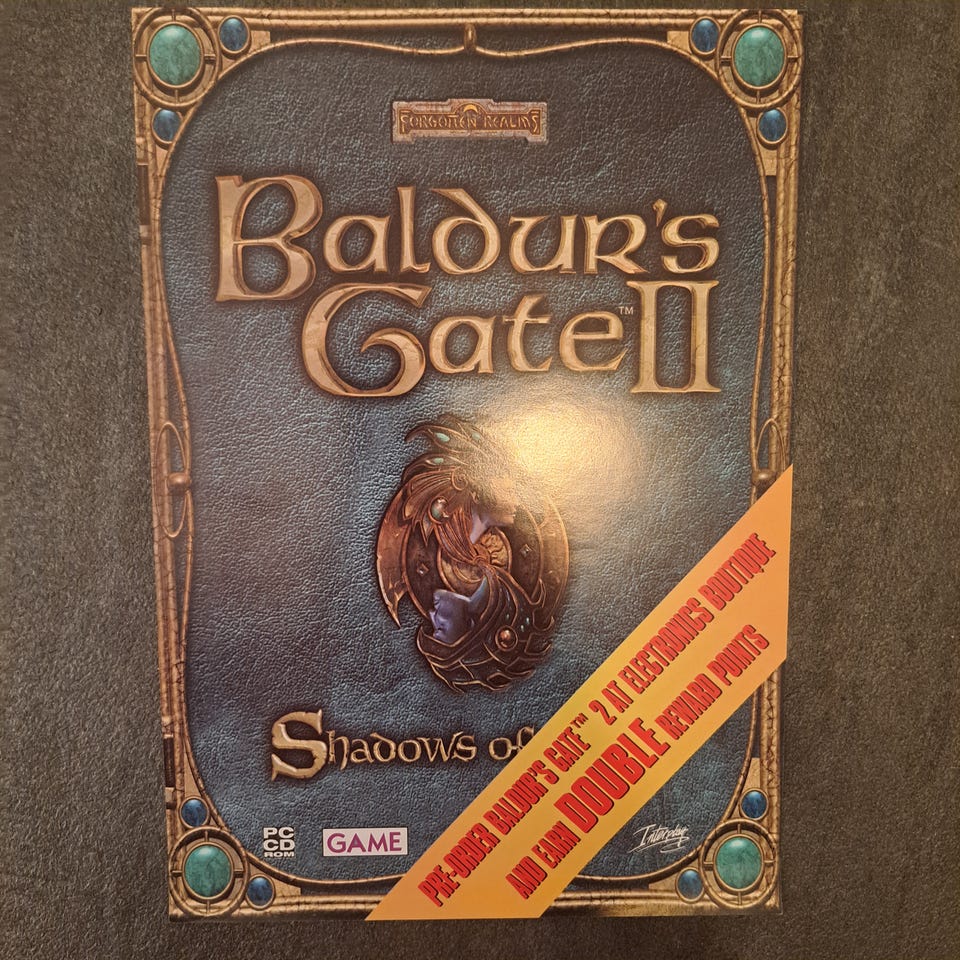 FORGOTTEN REALMS
Baldur's
Gate™ II
Shadows of
PRE-ORDER BALDUR'S GATE™ 2 AT ELECTRONICS BOUTIQUE
AND EARN DOUBLE REWARD POINTS
PC
CD
ROM
GAME
Interplay